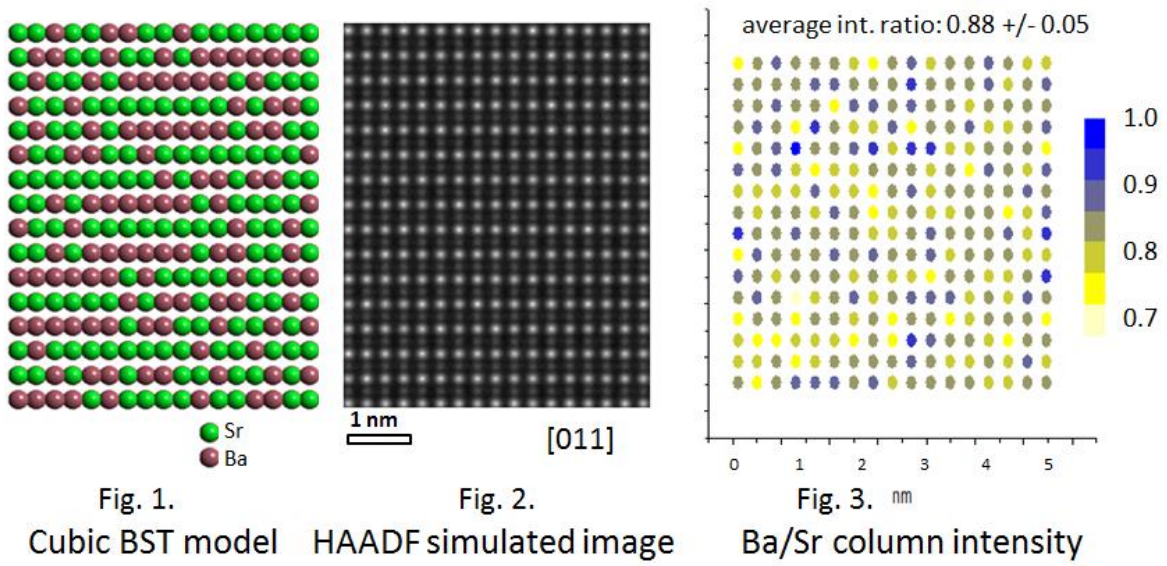 average int. ratio: 0.88 +/- 0.05
1.0
0.9
0.8
0.7
Sr
Ba
1 nm
[011]
0 1 2 3 4 5
Fig. 1. Fig. 2. Fig. 3. nm
Cubic BST model HAADF simulated image Ba/Sr column intensity